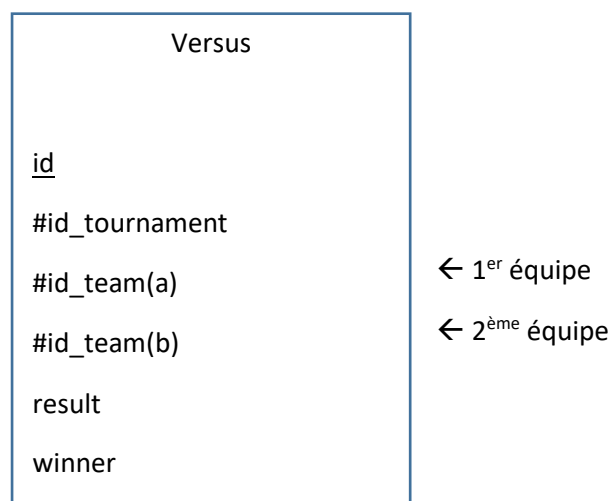 Versus
id
#id_tournament
#id_team(a)
← 1er équipe
#id_team(b)
← 2ème équipe
result
winner